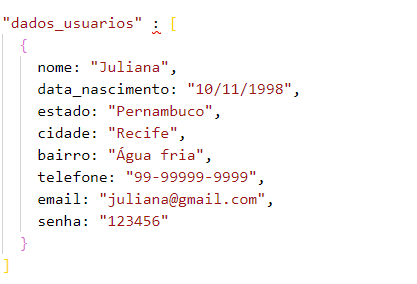 "dados_usuarios" : [
{
nome: "Juliana",
data_nascimento: "10/11/1998",
estado: "Pernambuco",
cidade: "Recife",
bairro: "Água fria",
telefone: "99-99999-9999",
email: "juliana@gmail.com",
senha: "123456"
}
]